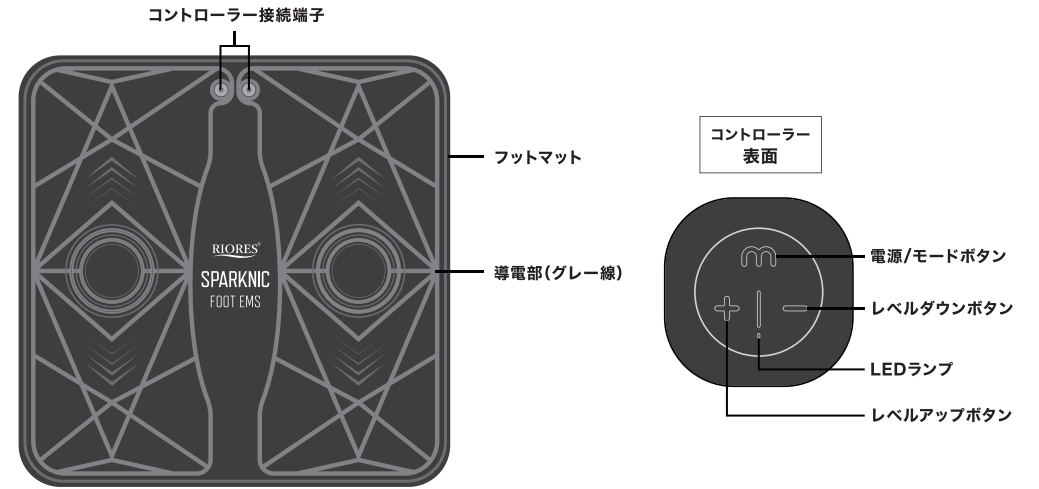 コントローラー接続端子
フットマット
導電部(グレー線)
RIORES®
SPARKNIC
FOOT EMS
コントローラー
表面
m
電源/モードボタン
レベルダウンボタン
LEDランプ
レベルアップボタン